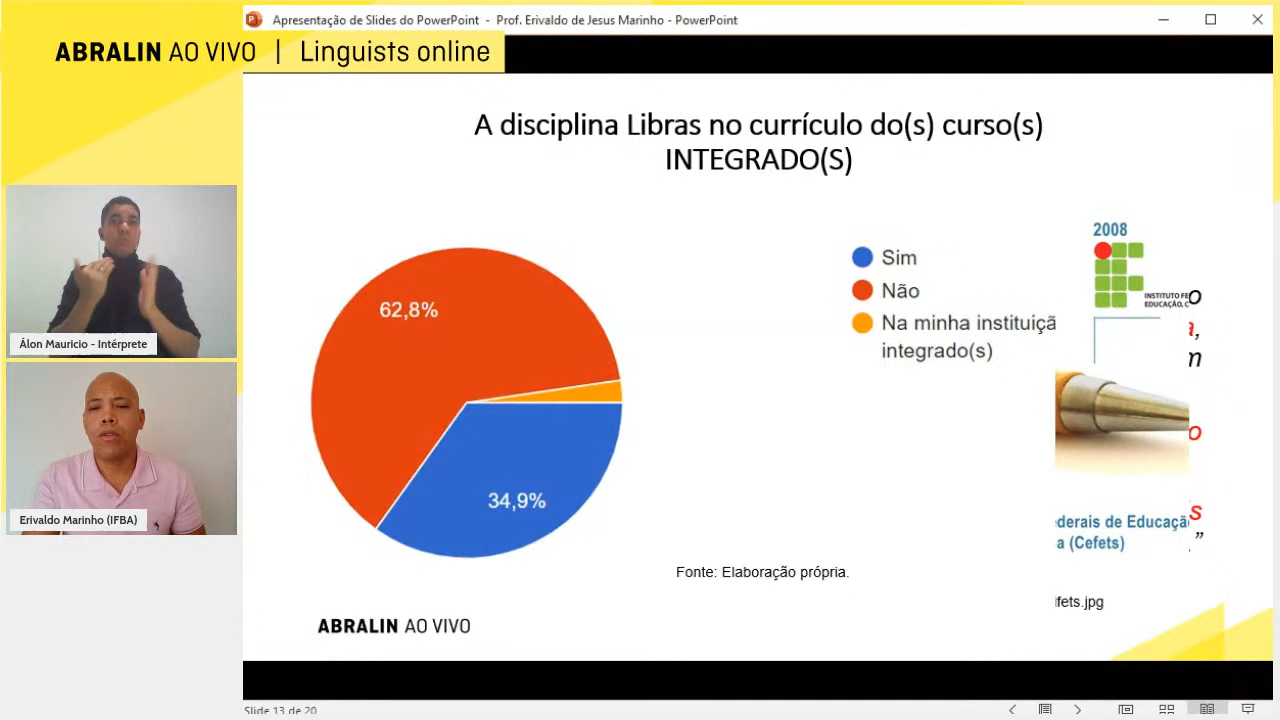 Apresentação de Slides do PowerPoint - Prof. Erivaldo de Jesus Marinho - PowerPoint
ABRALIN AO VIVO | Linguists online
A disciplina Libras no currículo do(s) curso(s)
INTEGRADO(S)
62,8%
34,9%
Sim
Não
Na minha instituiçã
integrado(s)
2008
INSTITUTO FE
EDUCAÇÃO, C
o
a,
m
o
s
”
derais de Educaçã
a (Cefets)
fets.jpg
Fonte: Elaboração própria.
ABRALIN AO VIVO
Álon Mauricio - Intérprete
Erivaldo Marinho (IFBA)
Slide 13 de 20